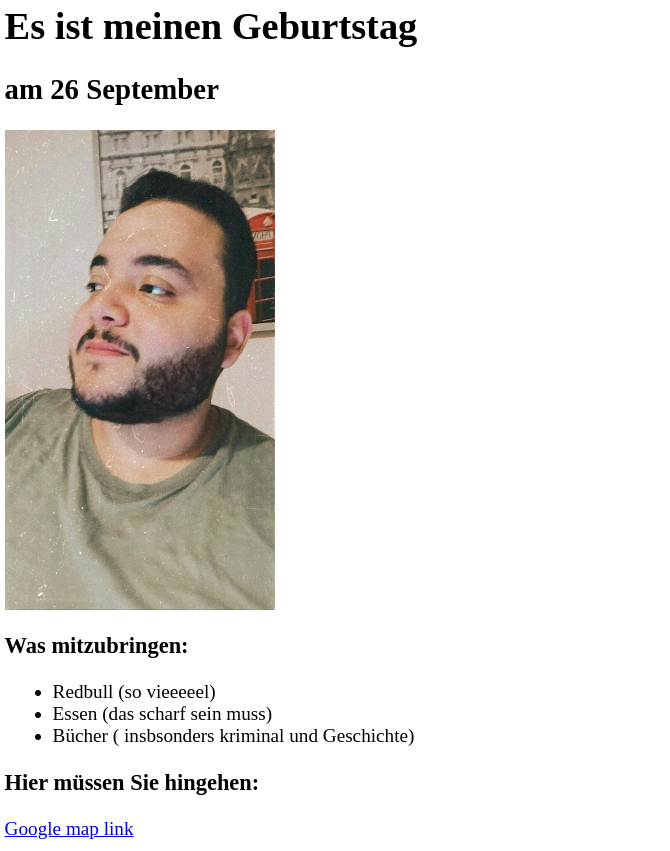 Es ist meinen Geburtstag
am 26 September
Was mitzubringen:
Redbull (so vieeeeel)
Essen (das scharf sein muss)
Bücher ( insbsonders kriminal und Geschichte)
Hier müssen Sie hingehen:
Google map link